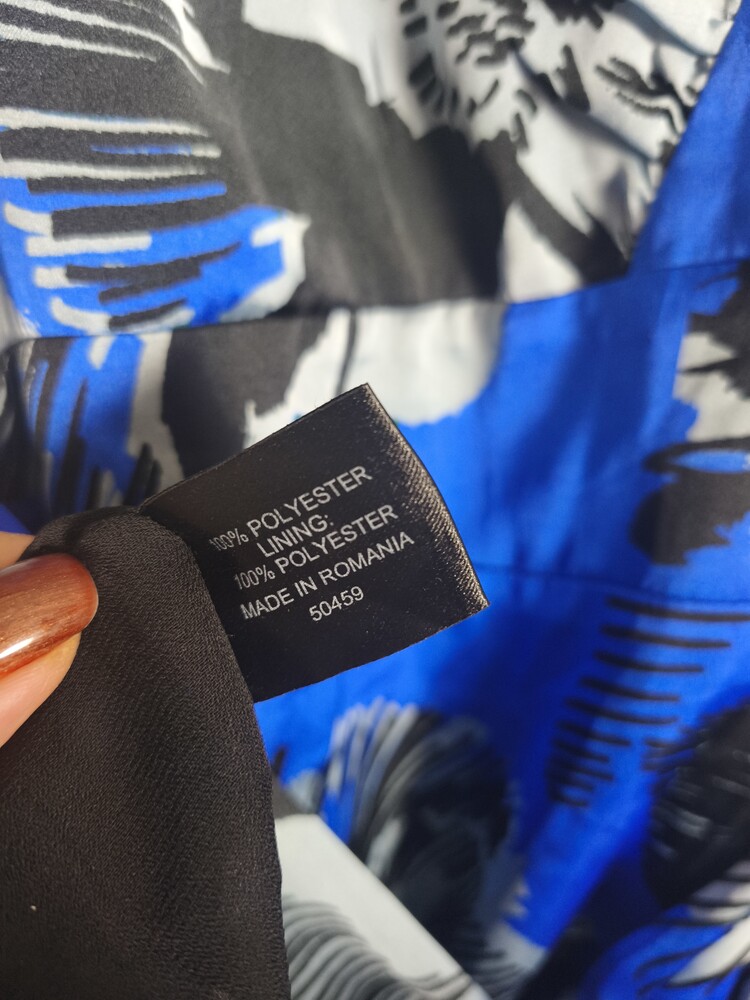 100% POLYESTER
LINING:
100% POLYESTER
MADE IN ROMANIA
50459